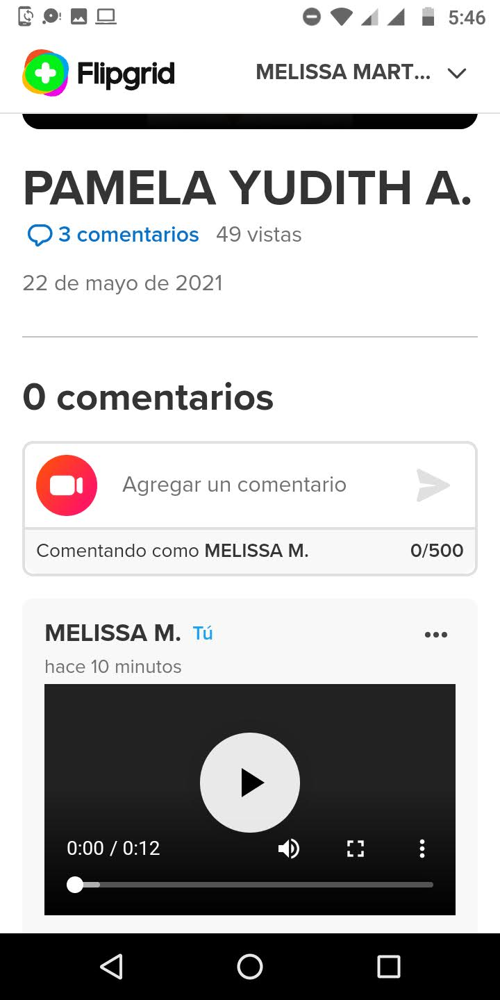 5:46
Flipgrid
MELISSA MART...
PAMELA YUDITH A.
3 comentarios 49 vistas
22 de mayo de 2021
0 comentarios
Agregar un comentario
Comentando como MELISSA M. 0/500
MELISSA M. Tú
hace 10 minutos
0:00 / 0:12